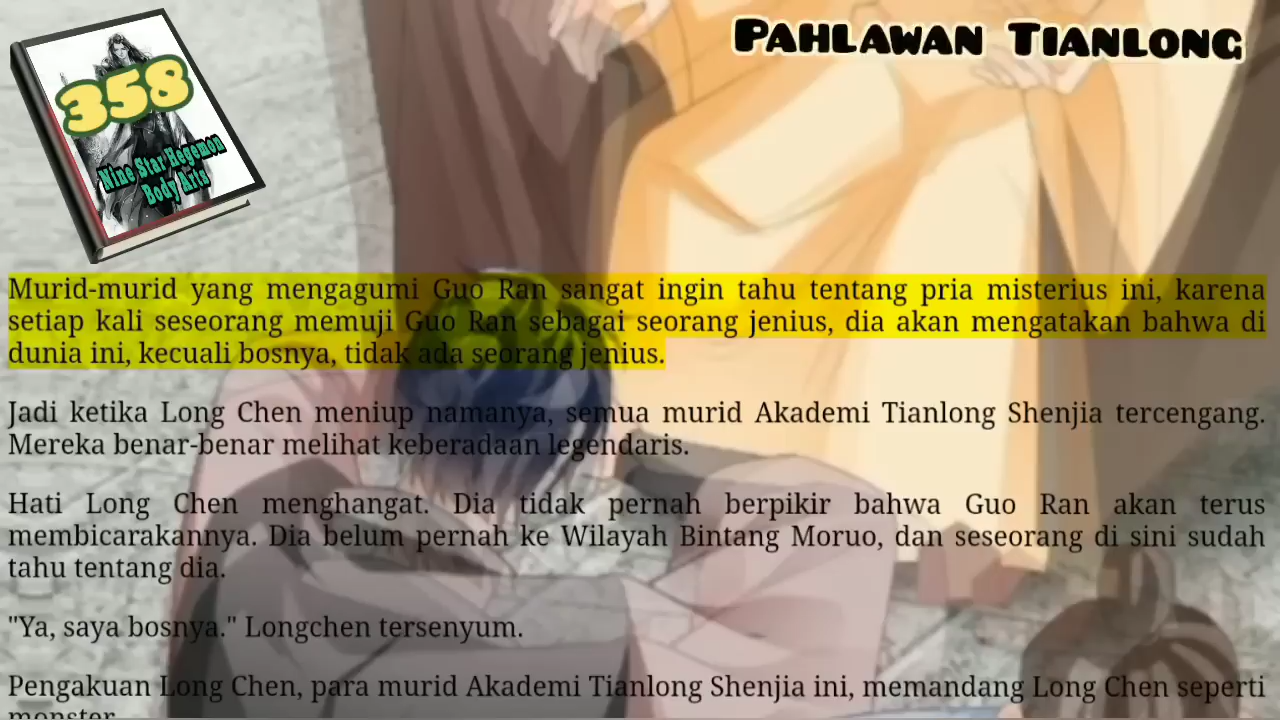 PAHLAWAN TIANLONG
358
Nine Star Hegemon
Body Arts
Murid-murid yang mengagumi Guo Ran sangat ingin tahu tentang pria misterius ini, karena
setiap kali seseorang memuji Guo Ran sebagai seorang jenius, dia akan mengatakan bahwa di
dunia ini, kecuali bosnya, tidak ada seorang jenius.
Jadi ketika Long Chen meniup namanya, semua murid Akademi Tianlong Shenjia tercengang.
Mereka benar-benar melihat keberadaan legendaris.
Hati Long Chen menghangat. Dia tidak pernah berpikir bahwa Guo Ran akan terus
membicarakannya. Dia belum pernah ke Wilayah Bintang Moruo, dan seseorang di sini sudah
tahu tentang dia.
"Ya, saya bosnya." Longchen tersenyum.
Pengakuan Long Chen, para murid Akademi Tianlong Shenjia ini, memandang Long Chen seperti
monster.